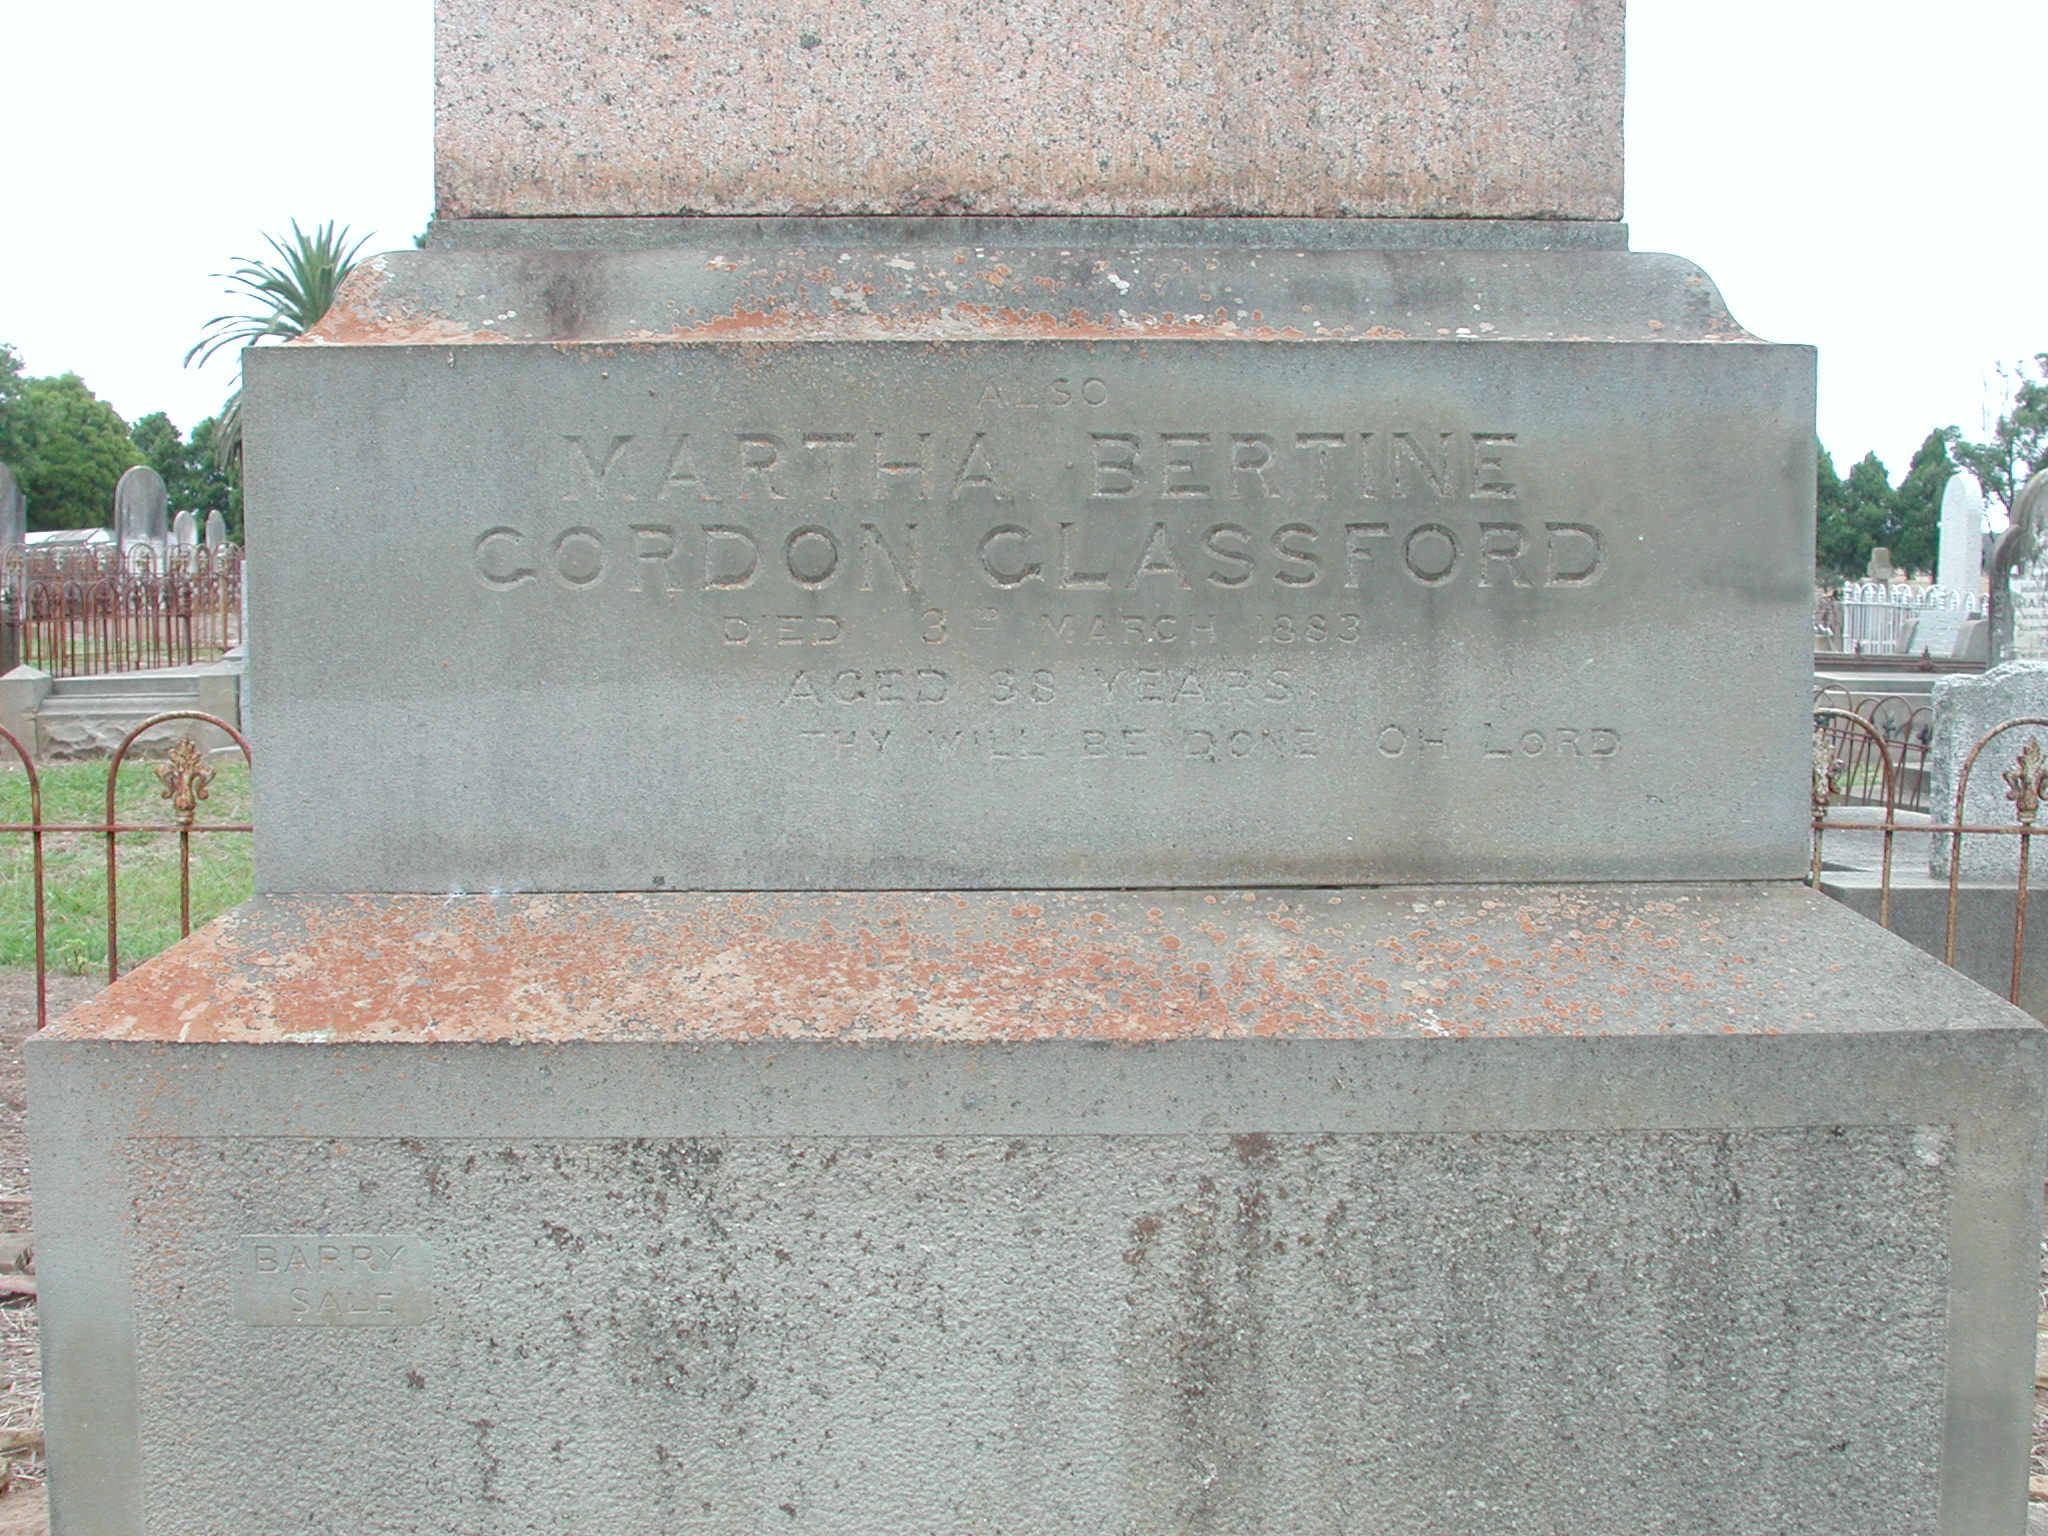 ALSO
MARTHA BERTINE
GORDON GLASSFORD
DIED 3RD MARCH 1883
AGED 38 YEARS
THY WILL BE DONE OH LORD
BARRY
SALE